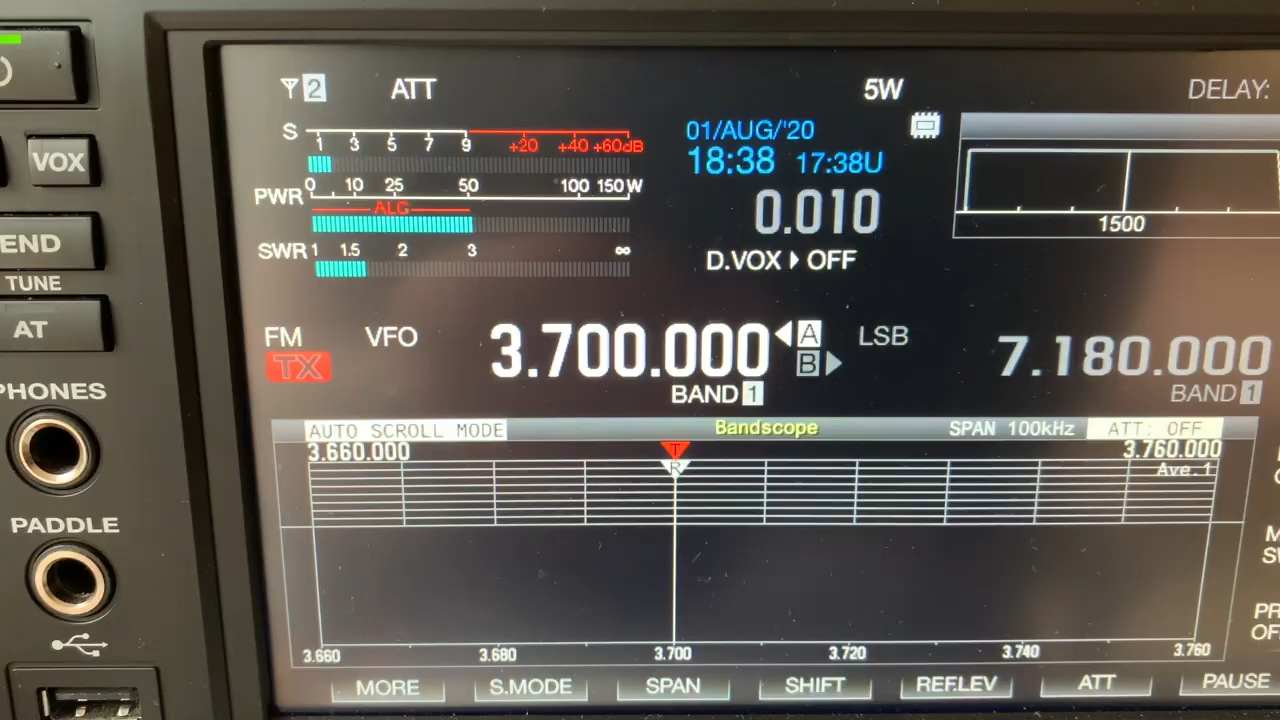 2 ATT 5W DELAY:
S 1 3 5 7 9 +20 +40 +60dB
01/AUG/'20
18:38 17:38U
VOX
PWR 0 10 25 50 100 150 W
ALC
0.010
1500
END
SWR 1 1.5 2 3 ∞
D.VOX OFF
TUNE
AT
FM VFO 3.700.000 A LSB 7.180.000
TX B
BAND 1 BAND 1
PHONES
AUTO SCROLL MODE Bandscope SPAN 100kHz ATT: OFF
3.660.000 T 3.760.000
R Ave.1
PADDLE
3.660 3.680 3.700 3.720 3.740 3.760
MORE S.MODE SPAN SHIFT REF.LEV ATT PAUSE